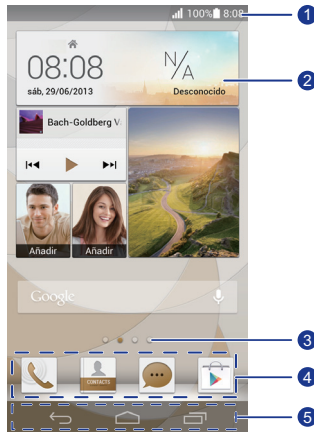 100% 8:08
1
08:08
N/A
2
sáb, 29/06/2013
Desconocido
Bach-Goldberg Va
Añadir
Añadir
Google
3
CONTACTS
4
5